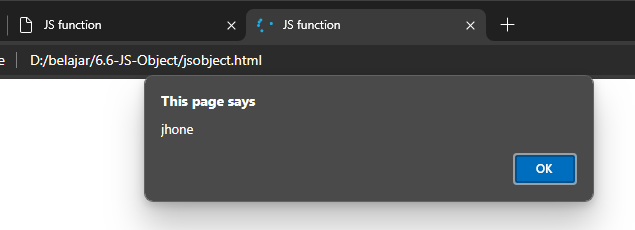 JS function
JS function
e
D:/belajar/6.6-JS-Object/jsobject.html
This page says
jhone
OK